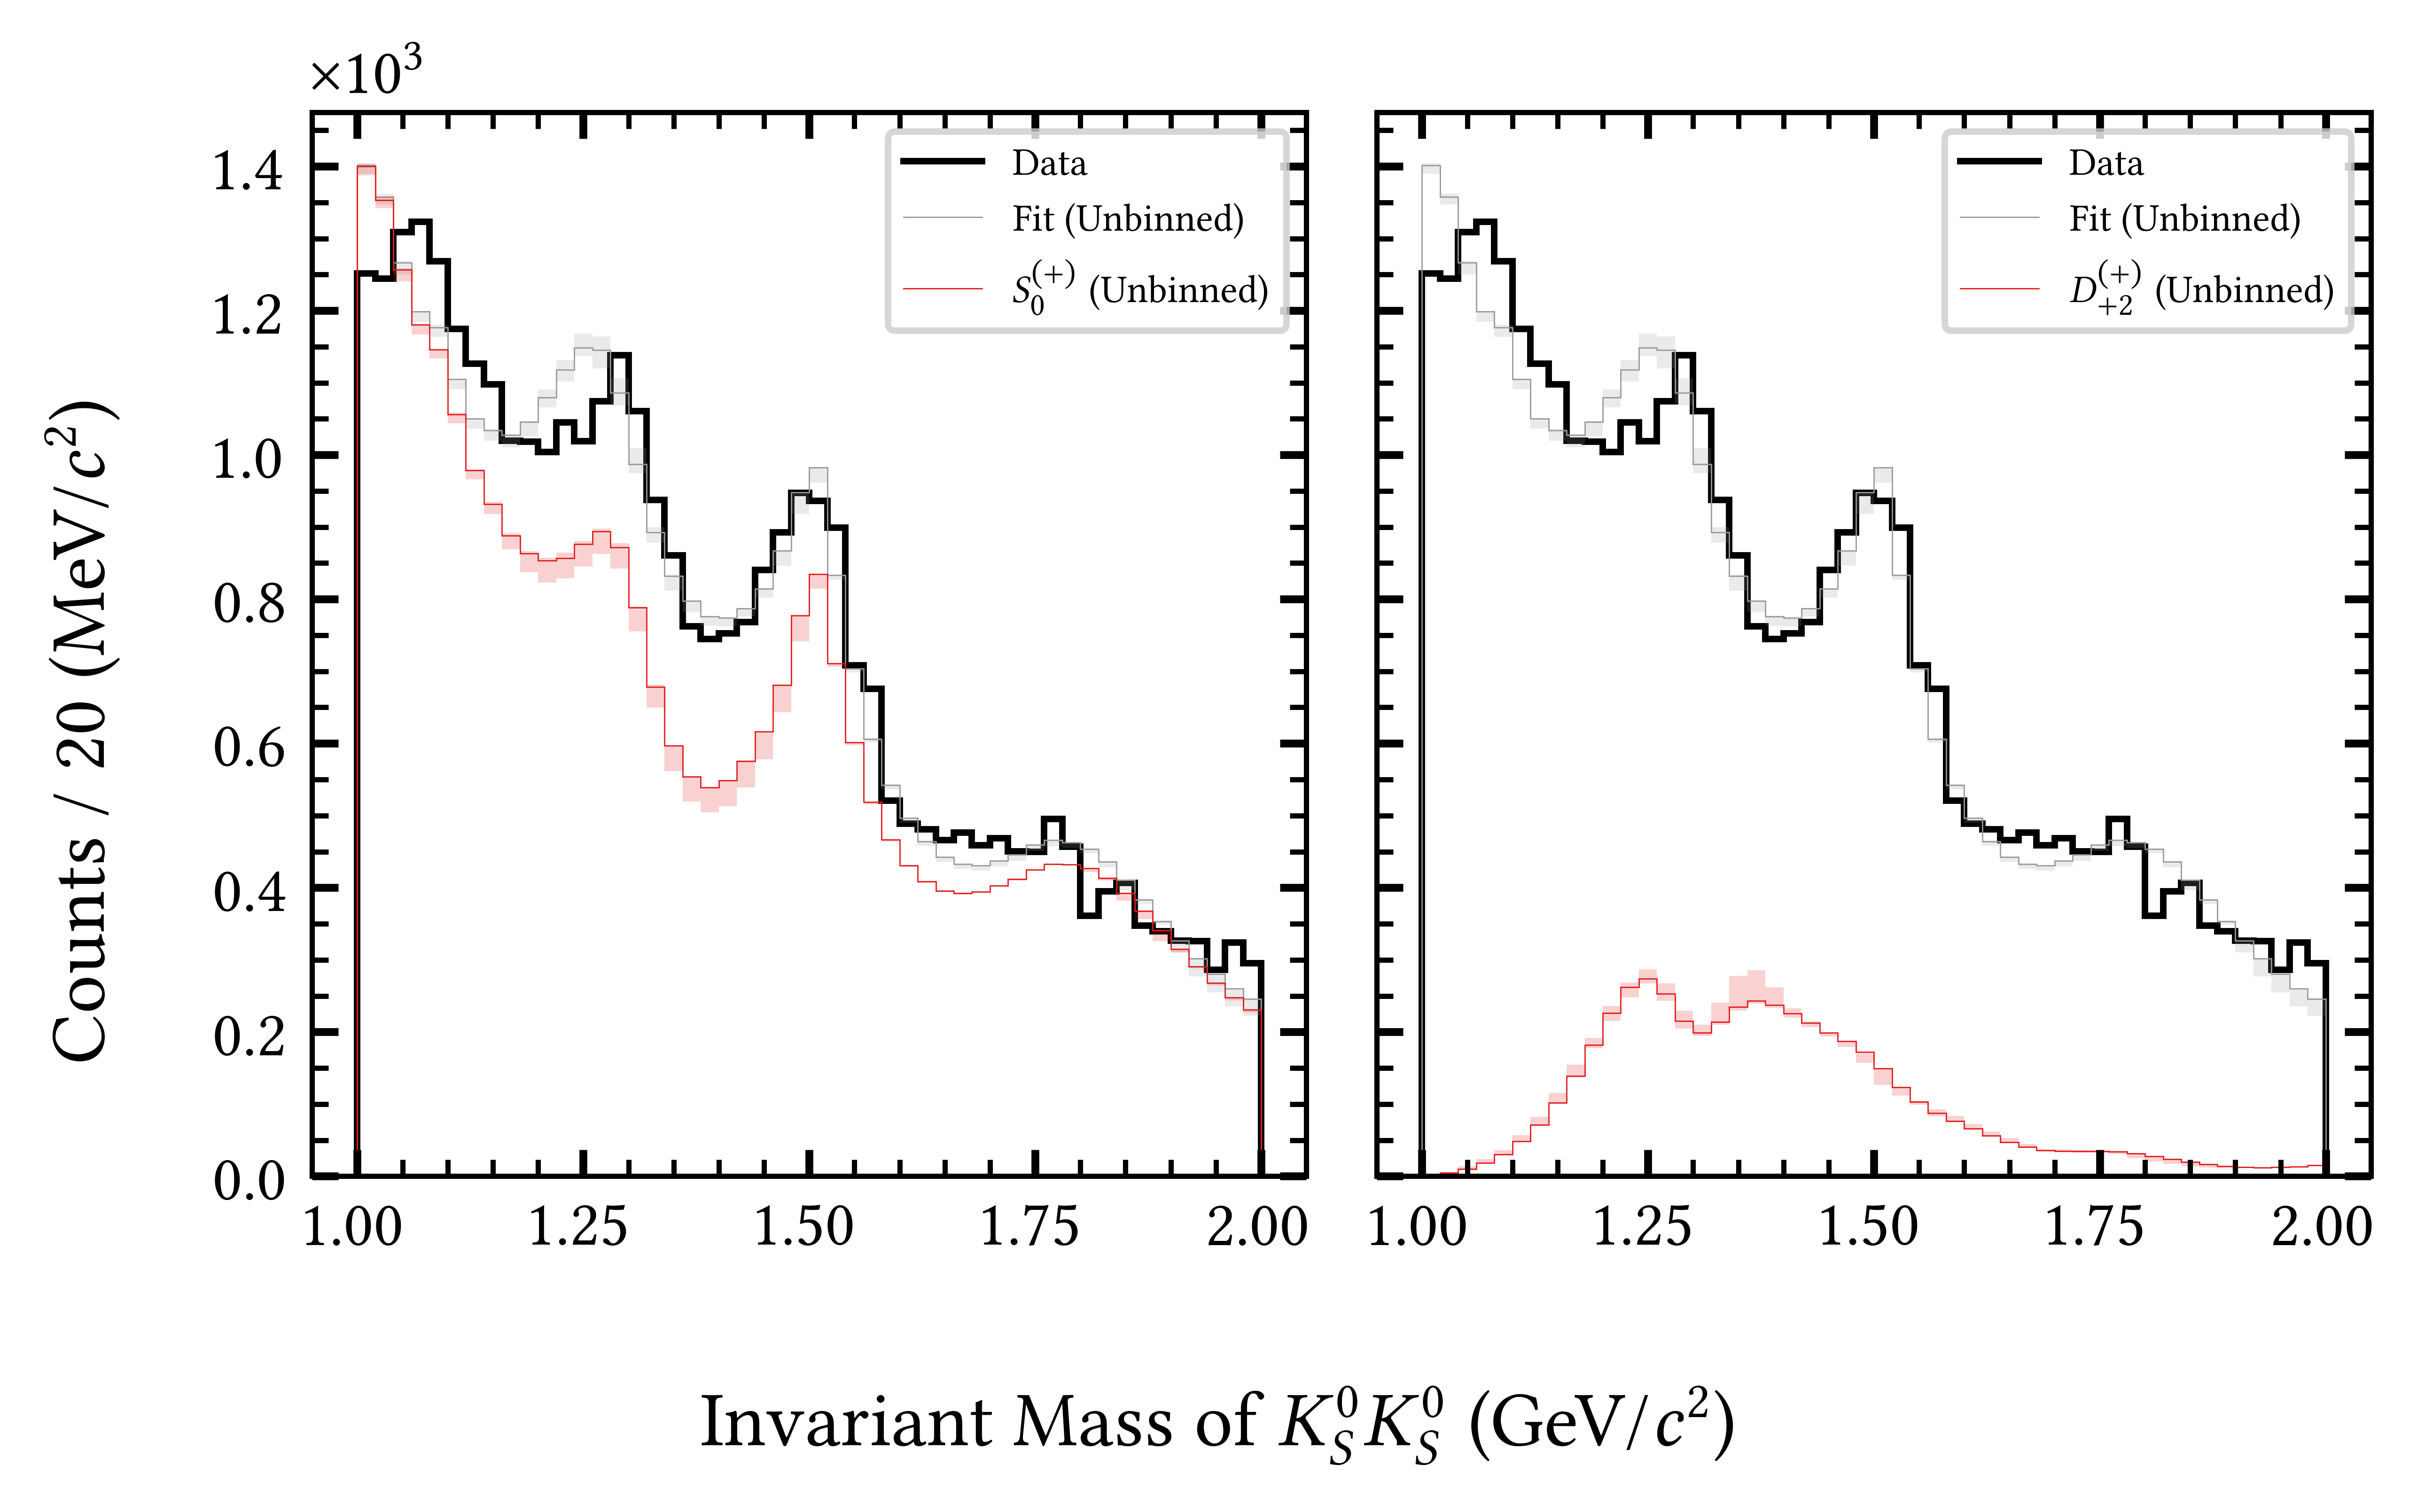 ×10³
Counts / 20 (MeV/c²)
1.4
1.2
1.0
0.8
0.6
0.4
0.2
0.0
Data
Fit (Unbinned)
S₀⁽⁺⁾ (Unbinned)
1.00 1.25 1.50 1.75 2.00
Data
Fit (Unbinned)
D₊₂⁽⁺⁾ (Unbinned)
1.00 1.25 1.50 1.75 2.00
Invariant Mass of K_S⁰K_S⁰ (GeV/c²)